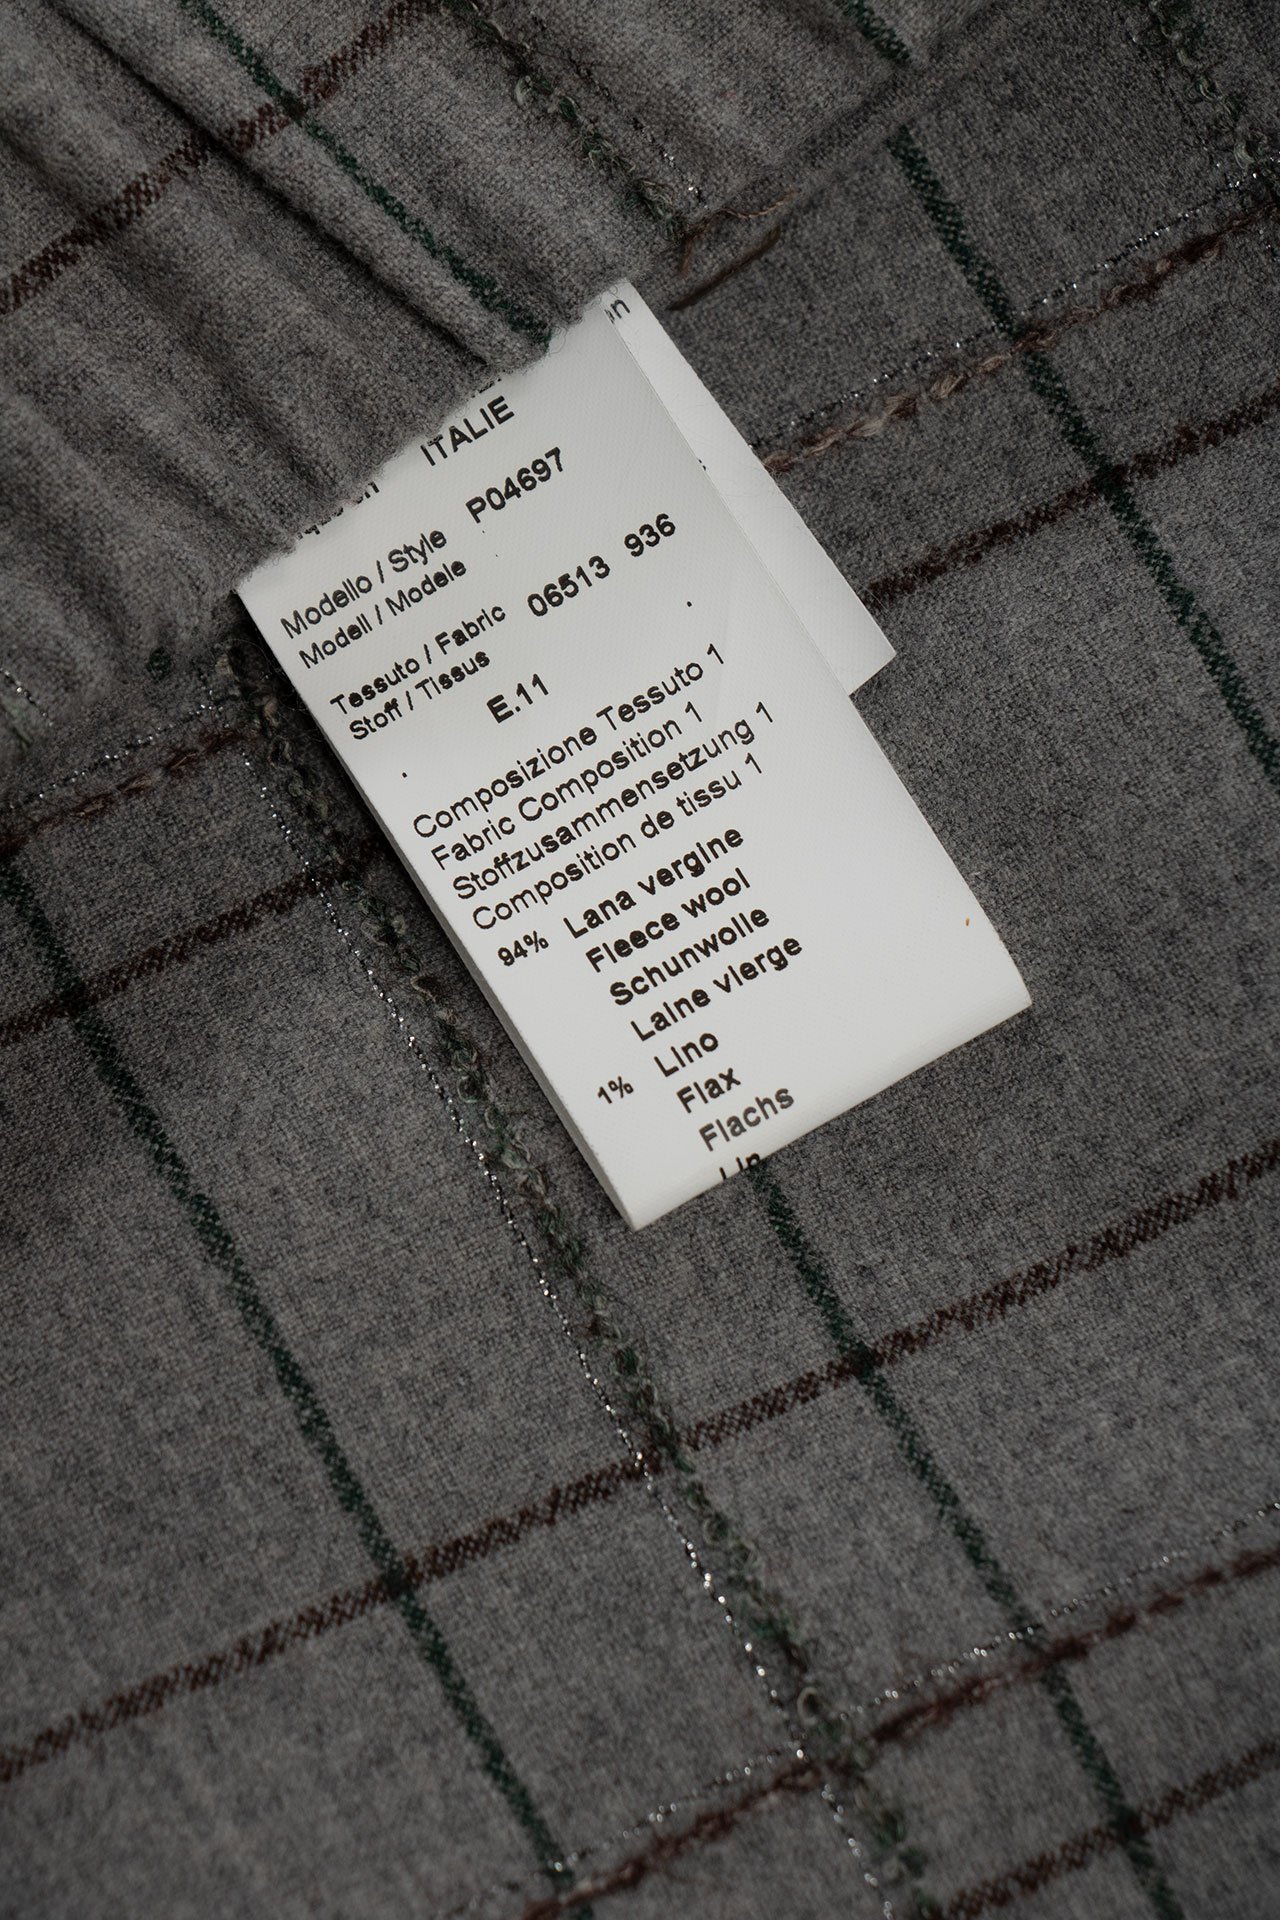 ITALIE
Modello / Style P04697
Modell / Modele
Tessuto / Fabric 06513 936
Stoff / Tissus
E.11
Composizione Tessuto 1
Fabric Composition 1
Stoffzusammensetzung 1
Composition de tissu 1
94% Lana vergine
Fleece wool
Schunwolle
Laine vierge
1% Lino
Flax
Flachs
Lin